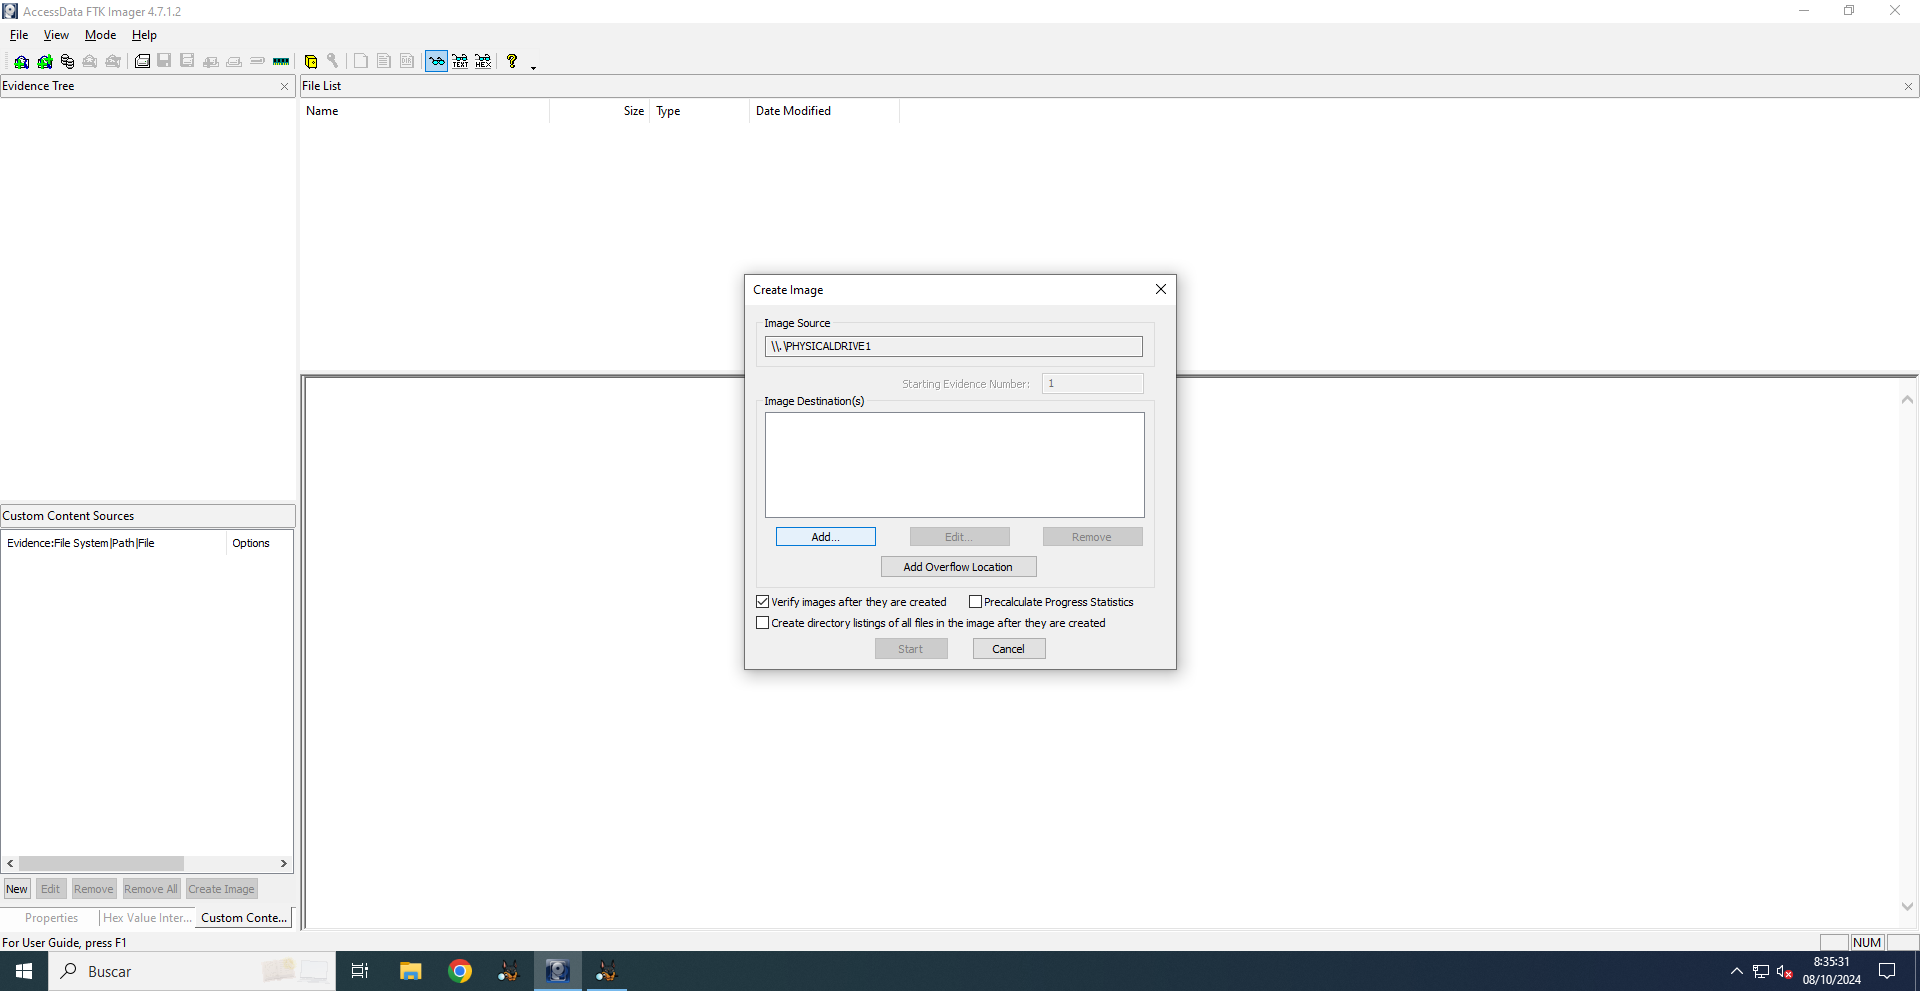 AccessData FTK Imager 4.7.1.2
File View Mode Help
TEXT HEX ?
Evidence Tree
File List
Name Size Type Date Modified
Create Image
Image Source
\\.\PHYSICALDRIVE1
Starting Evidence Number: 1
Image Destination(s)
Add... Edit... Remove
Add Overflow Location
Verify images after they are created Precalculate Progress Statistics
Create directory listings of all files in the image after they are created
Start Cancel
Custom Content Sources
Evidence:File System|Path|File Options
New Edit Remove Remove All Create Image
Properties Hex Value Inter... Custom Conte...
For User Guide, press F1
NUM
Buscar
8:35:31
08/10/2024